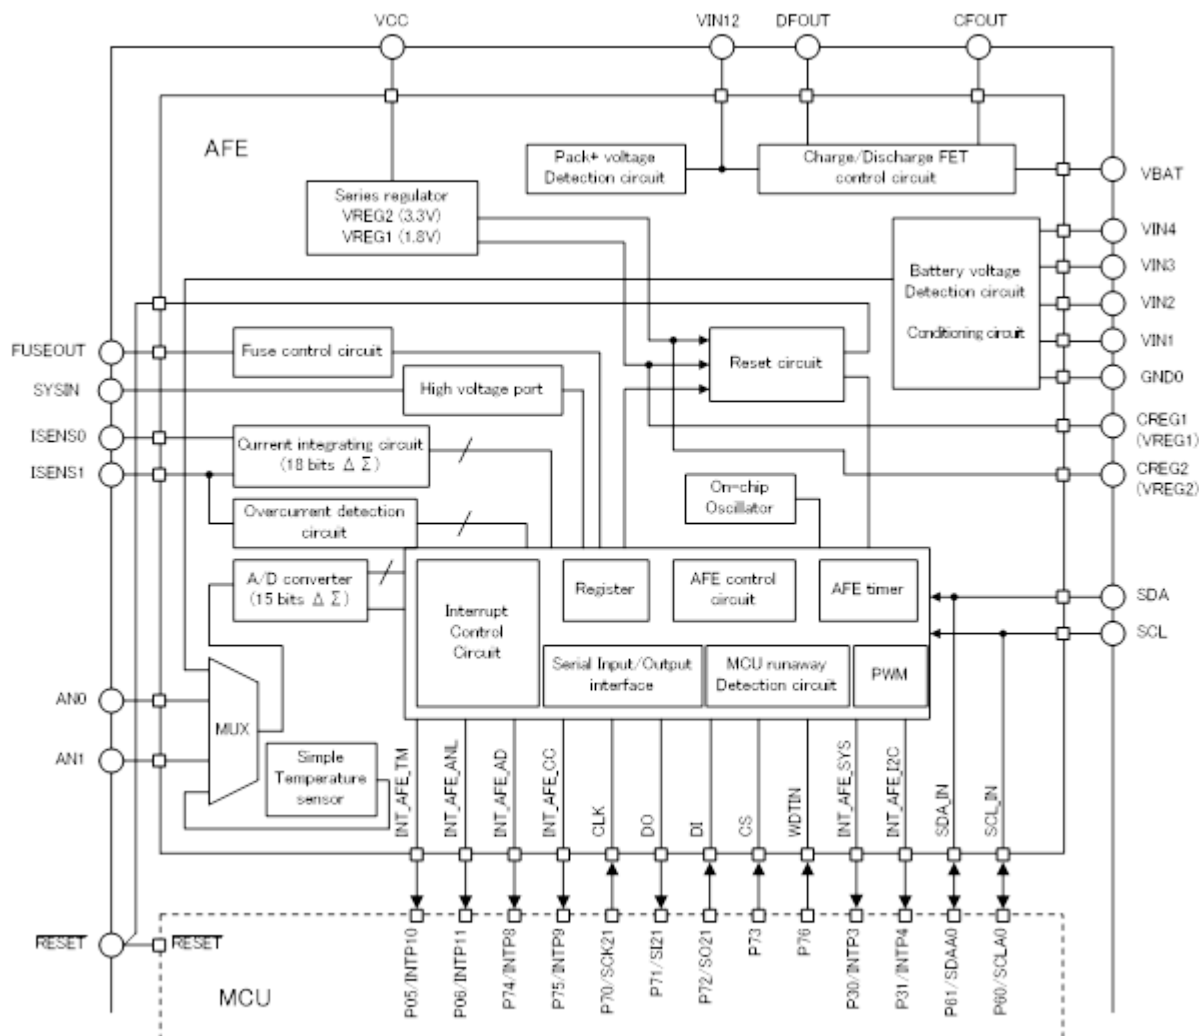 VCC
VIN12
DFOUT
CFOUT
AFE
Pack+ voltage
Detection circuit
Charge/Discharge FET
control circuit
VBAT
Series regulator
VREG2 (3.3V)
VREG1 (1.8V)
VIN4
VIN3
VIN2
VIN1
GND0
Battery voltage
Detection circuit
Conditioning circuit
FUSEOUT
Fuse control circuit
Reset circuit
SYSIN
High voltage port
ISENS0
ISENS1
Current integrating circuit
(18 bits Δ Σ)
CREG1
(VREG1)
CREG2
(VREG2)
On-chip
Oscillator
Overcurrent detection
circuit
A/D converter
(15 bits Δ Σ)
Interrupt
Control
Circuit
Register
AFE control
circuit
AFE timer
SDA
SCL
Serial Input/Output
interface
MCU runaway
Detection circuit
PWM
AN0
AN1
MUX
Simple
Temperature
sensor
INT_AFE_TM
INT_AFE_ANL
INT_AFE_AD
INT_AFE_CC
CLK
DO
DI
CS
WDTIN
INT_AFE_SYS
INT_AFE_I2C
SDA_IN
SCL_IN
RESET
RESET
MCU
P05/INTP10
P06/INTP11
P74/INTP8
P75/INTP9
P70/SCK21
P71/SI21
P72/SO21
P73
P76
P30/INTP3
P31/INTP4
P61/SDAA0
P60/SCLA0